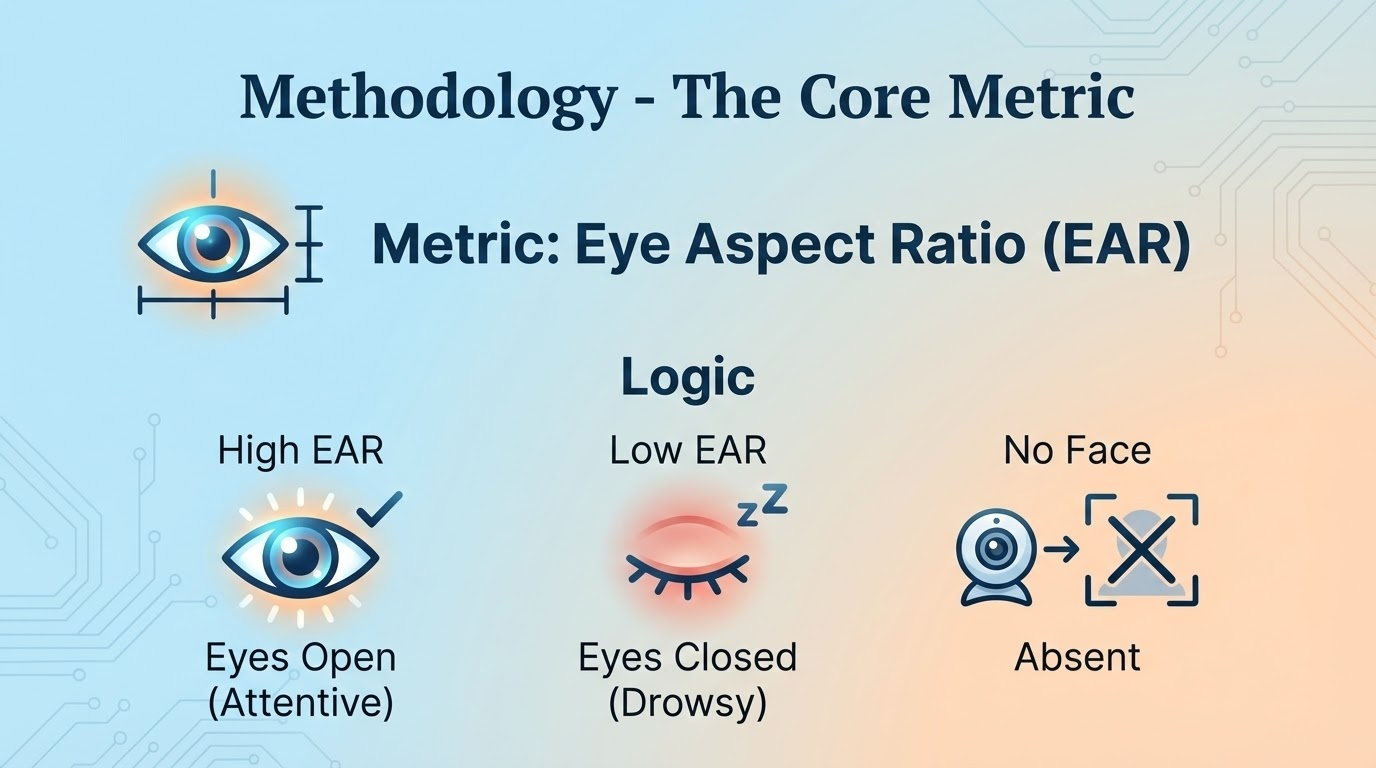 Methodology - The Core Metric
Metric: Eye Aspect Ratio (EAR)
Logic
High EAR
Eyes Open
(Attentive)
Low EAR
zZ
Eyes Closed
(Drowsy)
No Face
Absent